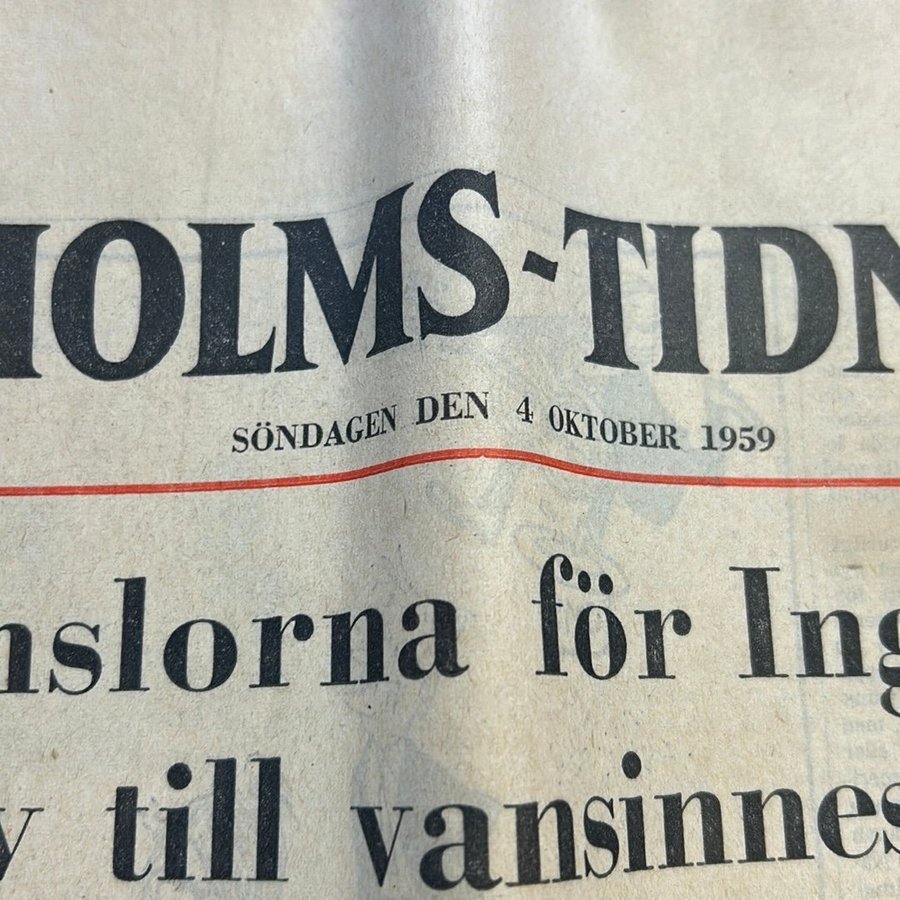 HOLMS-TIDN
SÖNDAGEN DEN 4 OKTOBER 1959
nslorna för Ing
v till vansinnes